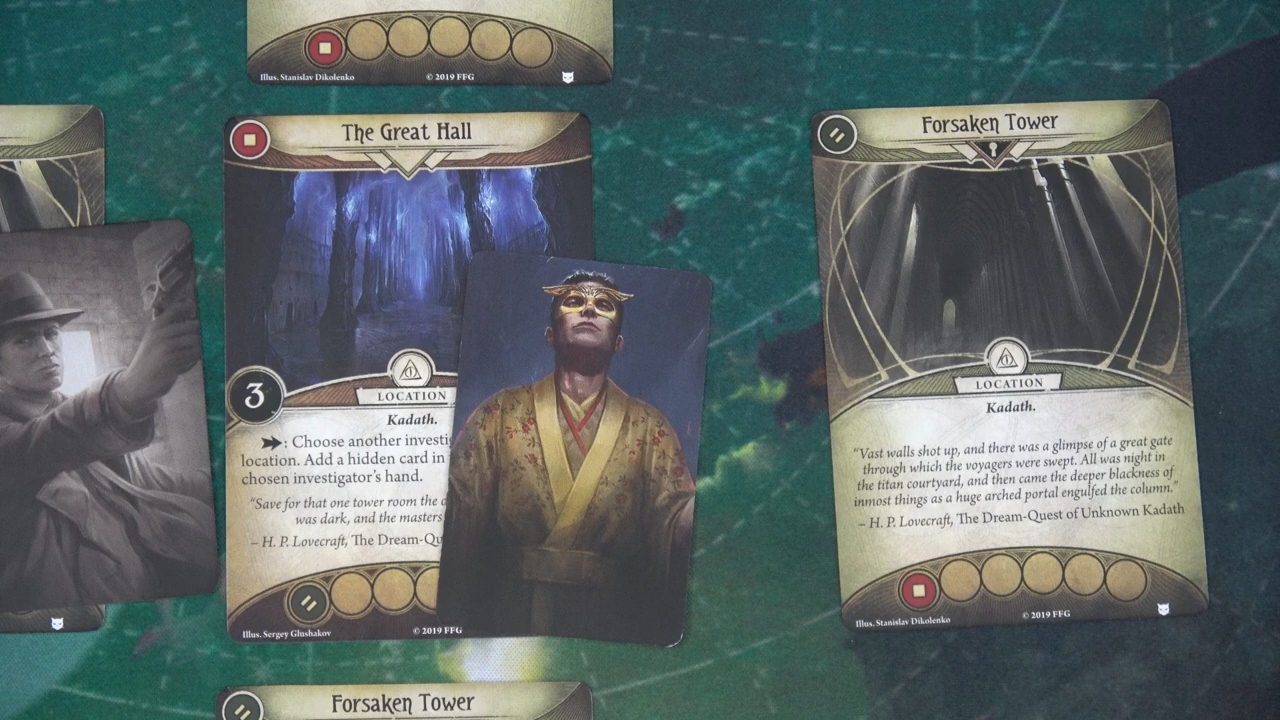 Illus. Stanislav Dikolenko
© 2019 FFG
The Great Hall
3
LOCATION
Kadath.
: Choose another investi
location. Add a hidden card in
chosen investigator's hand.
"Save for that one tower room the
was dark, and the masters
– H. P. Lovecraft, The Dream-Qu
Illus. Sergey Glushakov
© 2019 FFG
Forsaken Tower
LOCATION
Kadath.
"Vast walls shot up, and there was a glimpse of a great gate
through which the voyagers were swept. All was night in
the titan courtyard, and then came the deeper blackness of
inmost things as a huge arched portal engulfed the column."
– H. P. Lovecraft, The Dream-Quest of Unknown Kadath
Illus. Stanislav Dikolenko
© 2019 FFG
Forsaken Tower